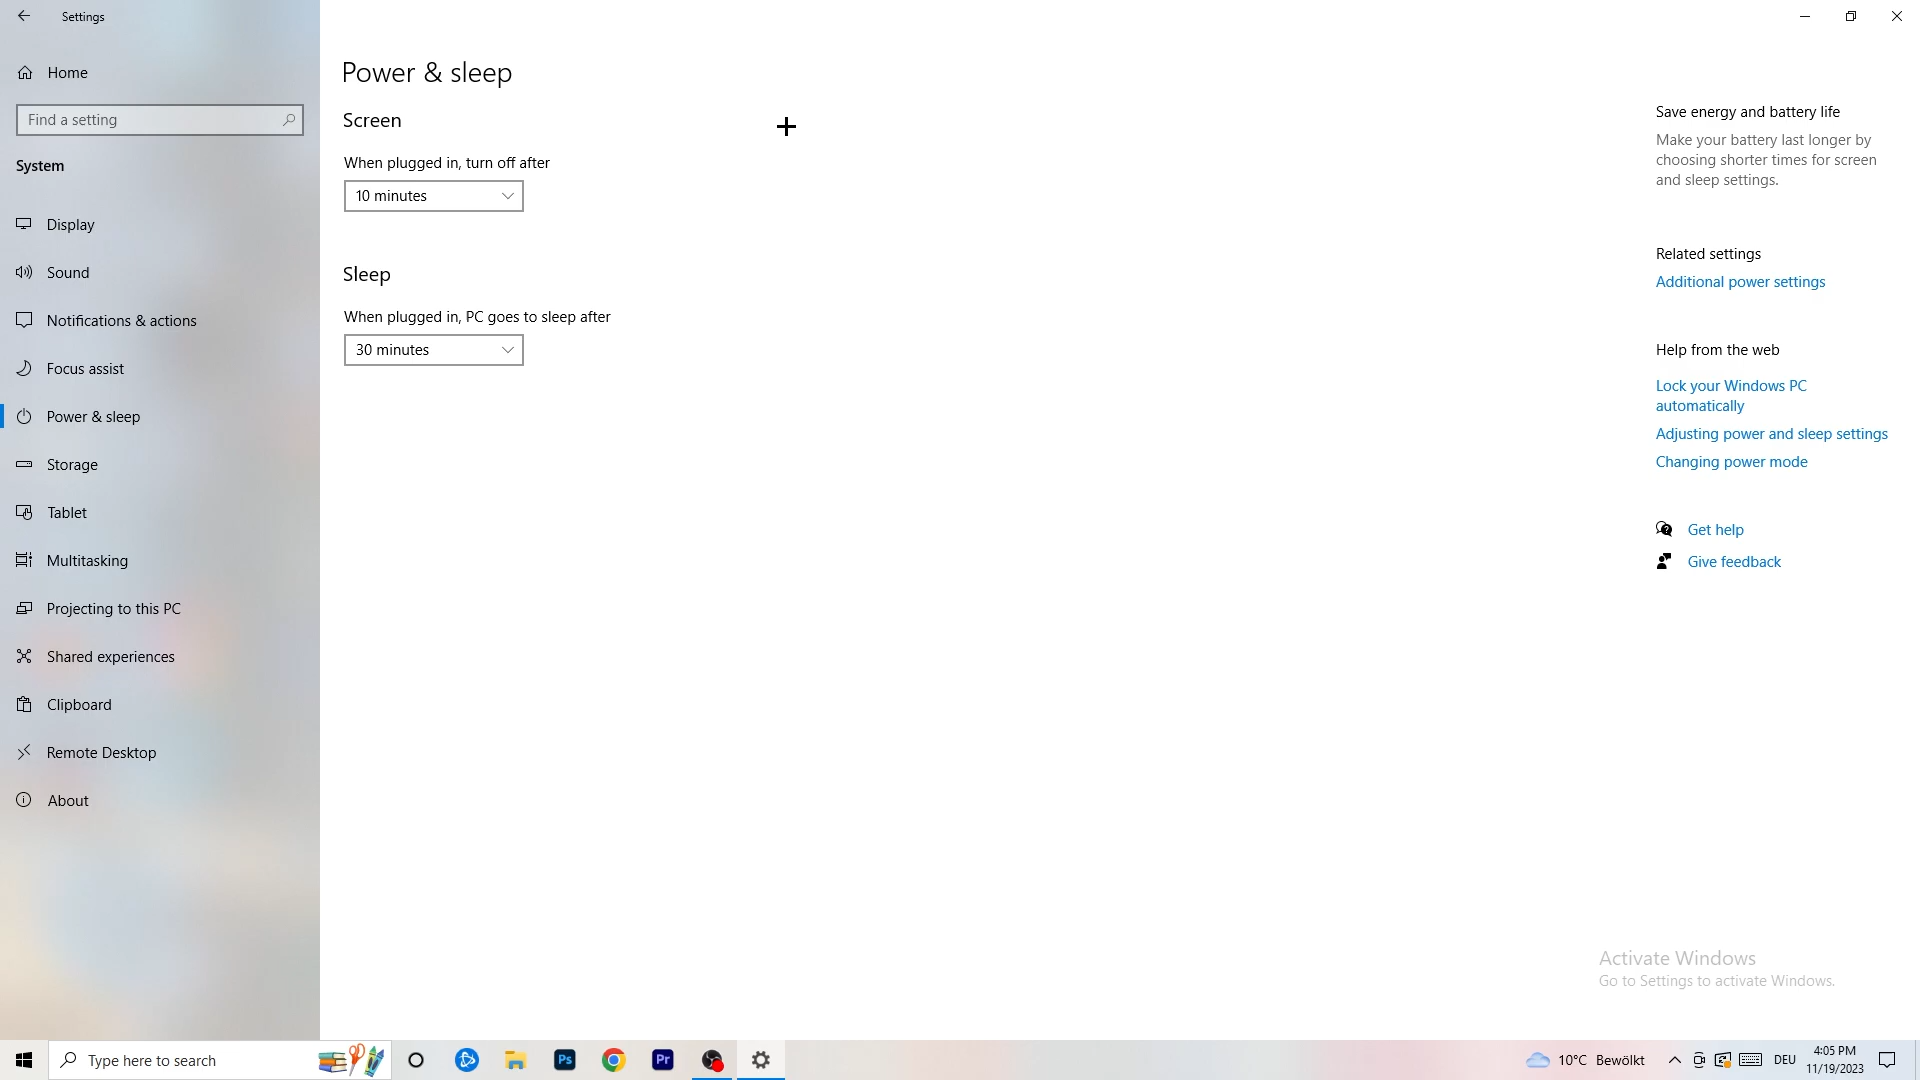 Settings
Home
Find a setting
System
Display
Sound
Notifications & actions
Focus assist
Power & sleep
Storage
Tablet
Multitasking
Projecting to this PC
Shared experiences
Clipboard
Remote Desktop
About
Power & sleep
Screen
When plugged in, turn off after
10 minutes
Sleep
When plugged in, PC goes to sleep after
30 minutes
Save energy and battery life
Make your battery last longer by
choosing shorter times for screen
and sleep settings.
Related settings
Additional power settings
Help from the web
Lock your Windows PC
automatically
Adjusting power and sleep settings
Changing power mode
Get help
Give feedback
Activate Windows
Go to Settings to activate Windows.
Type here to search
Ps
Pr
10°C Bewölkt
DEU
4:05 PM
11/19/2023